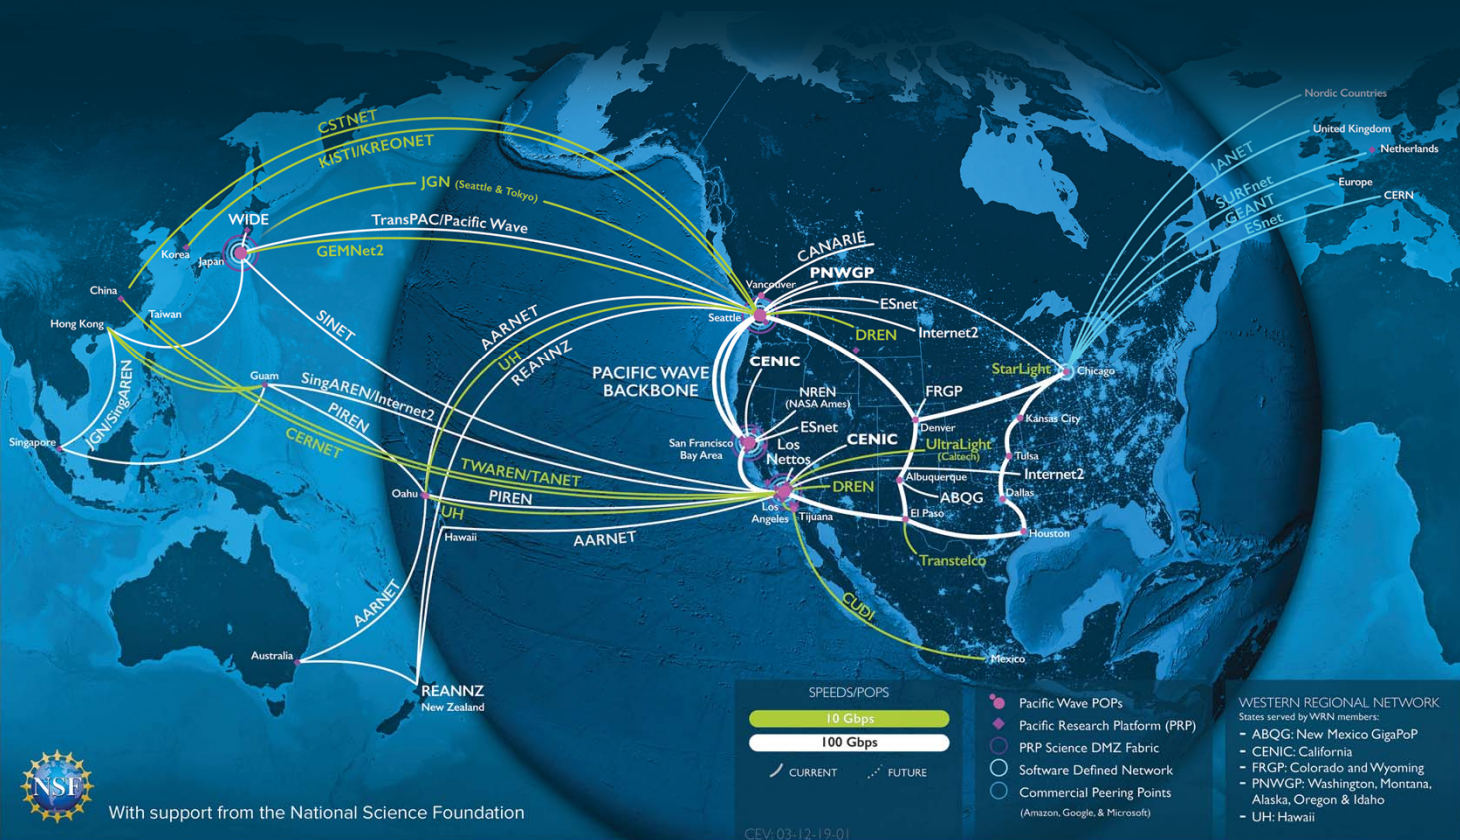 Nordic Countries
United Kingdom
Netherlands
Europe
CERN
JANET
SURFnet
GEANT
ESnet
CSTNET
KISTI/KREONET
JGN (Seattle & Tokyo)
WIDE
TransPAC/Pacific Wave
GEMNet2
Korea
Japan
China
Taiwan
Hong Kong
CANARIE
PNWGP
Vancouver
Seattle
ESnet
Internet2
DREN
SINET
AARNET
UH
REANNZ
PACIFIC WAVE
BACKBONE
CENIC
StarLight
Chicago
NREN
(NASA Ames)
ESnet
FRGP
Denver
Kansas City
Guam
SingAREN/Internet2
PIREN
CERNET
JGN/SingAREN
Singapore
San Francisco
Bay Area
Los
Nettos
CENIC
UltraLight
(Caltech)
Tulsa
Internet2
Albuquerque
ABQG
Dallas
DREN
TWAREN/TANET
Oahu
PIREN
UH
Los
Angeles
Tijuana
El Paso
Houston
Hawaii
AARNET
Transtelco
CUDI
Mexico
AARNET
Australia
REANNZ
New Zealand
SPEEDS/POPS
10 Gbps
100 Gbps
CURRENT
FUTURE
CEV: 03-12-19-01
Pacific Wave POPs
Pacific Research Platform (PRP)
PRP Science DMZ Fabric
Software Defined Network
Commercial Peering Points
(Amazon, Google, & Microsoft)
WESTERN REGIONAL NETWORK
States served by WRN members:
- ABQG: New Mexico GigaPoP
- CENIC: California
- FRGP: Colorado and Wyoming
- PNWGP: Washington, Montana,
Alaska, Oregon & Idaho
- UH: Hawaii
NSF
With support from the National Science Foundation